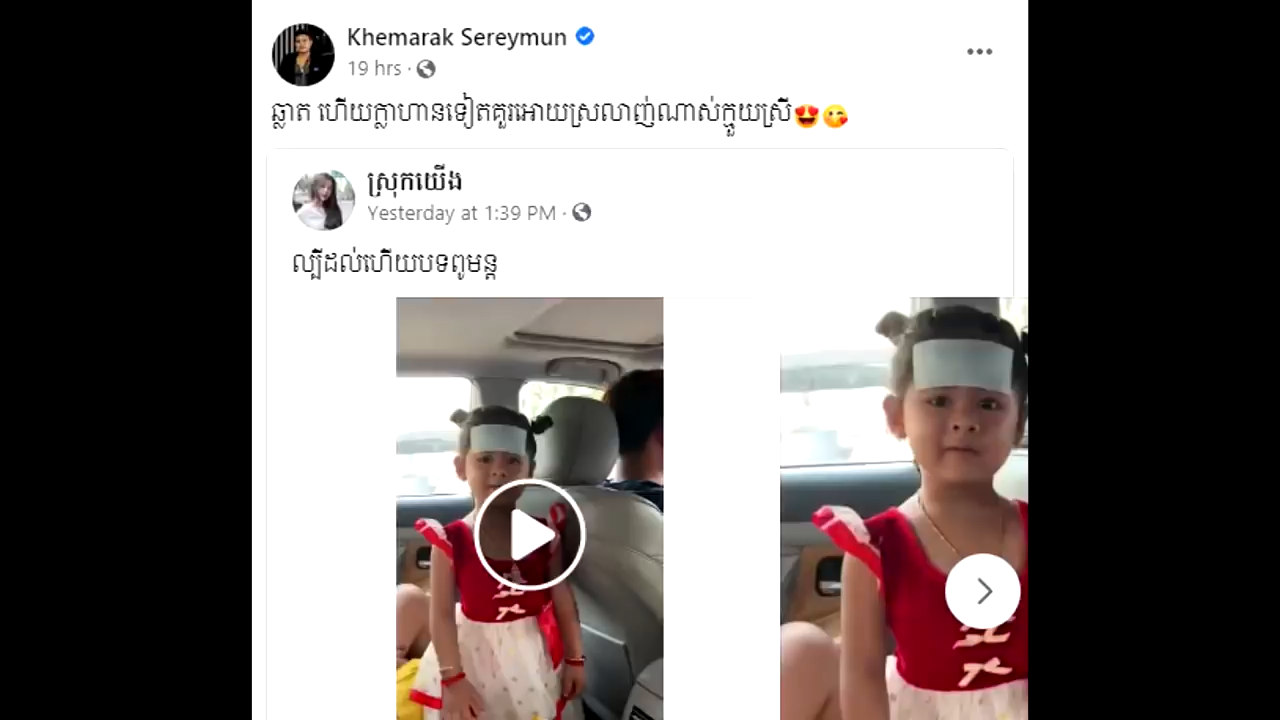 Khemarak Sereymun
19 hrs ·
ឆ្លាត ហើយក្លាហានទៀតគួរអោយស្រលាញ់ណាស់ក្មួយស្រី😍😋
ស្រុកយើង
Yesterday at 1:39 PM ·
ល្បីដល់ហើយបទពូមន្ត